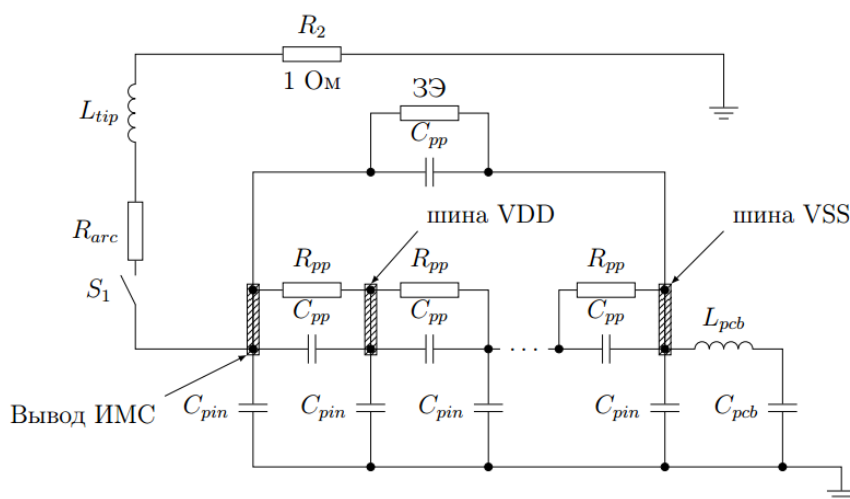 R2
1 Ом
Ltip
ЗЭ
Cpp
Rarc
шина VDD
шина VSS
Rpp
Rpp
Rpp
S1
Cpp
Cpp
Cpp
Lpcb
. . .
Вывод ИМС
Cpin
Cpin
Cpin
Cpin
Cpcb